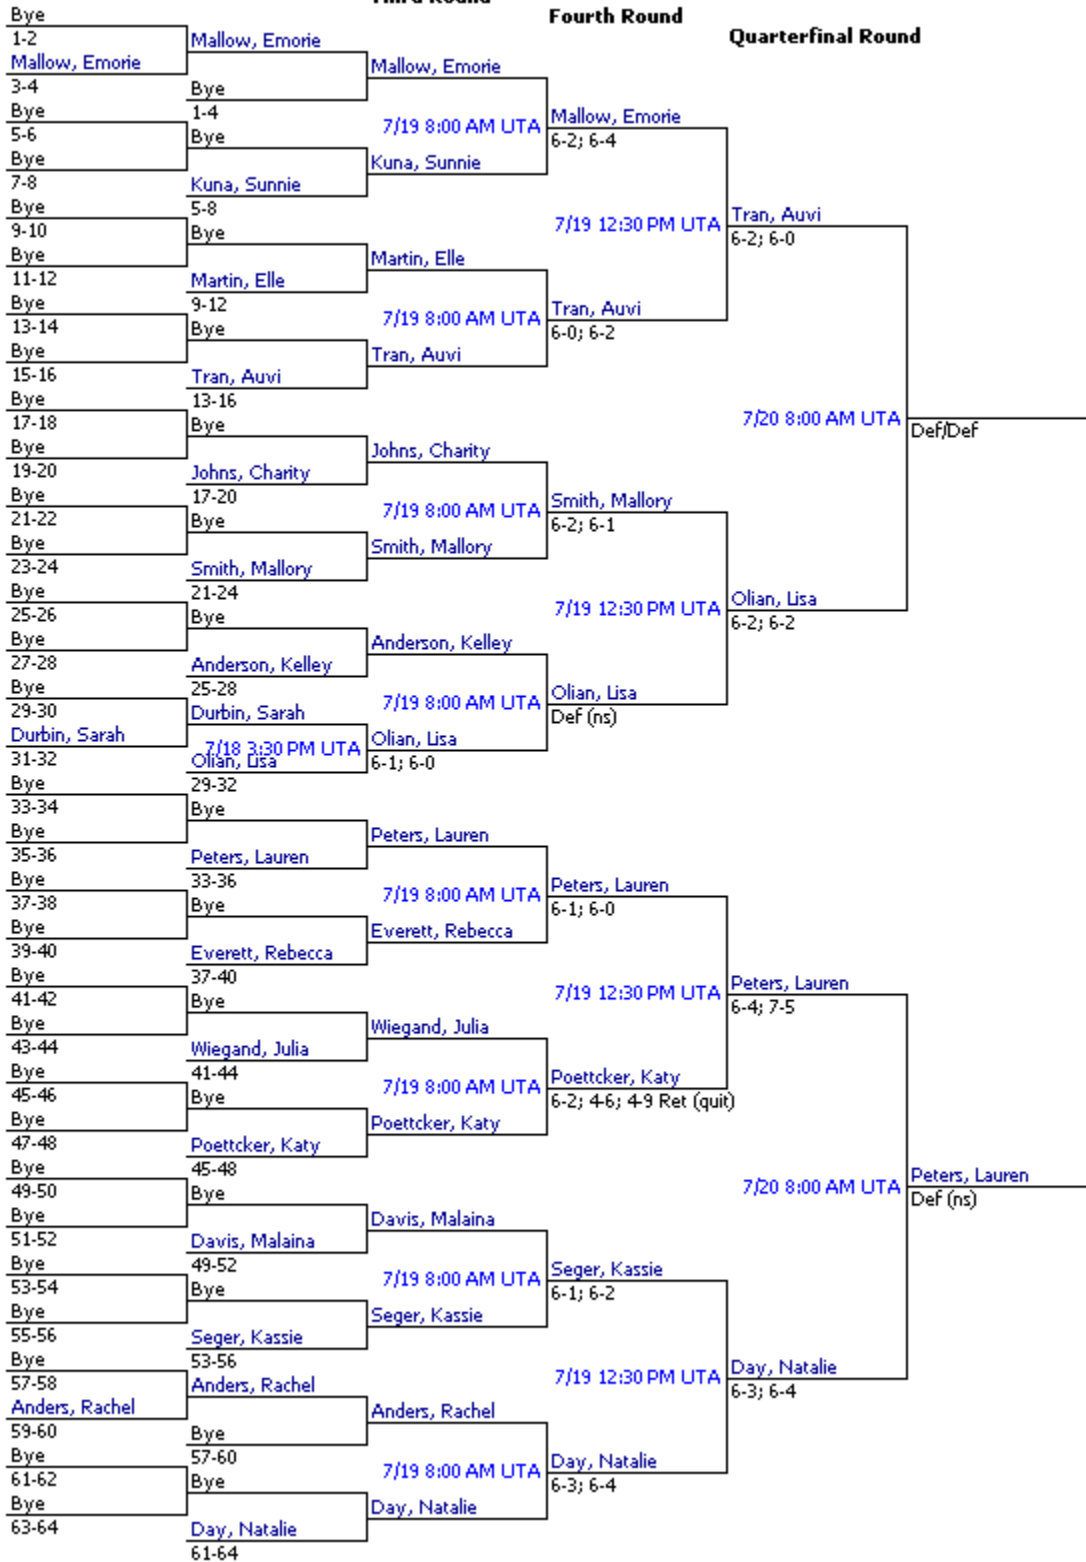 Third Round
Fourth Round
Quarterfinal Round
Bye
1-2
Mallow, Emorie
3-4
Bye
5-6
Bye
7-8
Bye
9-10
Bye
11-12
Bye
13-14
Bye
15-16
Bye
17-18
Bye
19-20
Bye
21-22
Bye
23-24
Bye
25-26
Bye
27-28
Bye
29-30
Durbin, Sarah
31-32
Bye
33-34
Bye
35-36
Bye
37-38
Bye
39-40
Bye
41-42
Bye
43-44
Bye
45-46
Bye
47-48
Bye
49-50
Bye
51-52
Bye
53-54
Bye
55-56
Bye
57-58
Anders, Rachel
59-60
Bye
61-62
Bye
63-64
Mallow, Emorie
Bye
1-4
Bye
Kuna, Sunnie
5-8
Bye
Martin, Elle
9-12
Bye
Tran, Auvi
13-16
Bye
Johns, Charity
17-20
Bye
Smith, Mallory
21-24
Bye
Anderson, Kelley
25-28
Durbin, Sarah
7/18 3:30 PM UTA
Olian, Lisa
29-32
Bye
Peters, Lauren
33-36
Bye
Everett, Rebecca
37-40
Bye
Wiegand, Julia
41-44
Bye
Poettcker, Katy
45-48
Bye
Davis, Malaina
49-52
Bye
Seger, Kassie
53-56
Anders, Rachel
Bye
57-60
Bye
Day, Natalie
61-64
Mallow, Emorie
7/19 8:00 AM UTA
Kuna, Sunnie
Martin, Elle
7/19 8:00 AM UTA
Tran, Auvi
Johns, Charity
7/19 8:00 AM UTA
Smith, Mallory
Anderson, Kelley
7/19 8:00 AM UTA
Olian, Lisa
6-1; 6-0
Peters, Lauren
7/19 8:00 AM UTA
Everett, Rebecca
Wiegand, Julia
7/19 8:00 AM UTA
Poettcker, Katy
Davis, Malaina
7/19 8:00 AM UTA
Seger, Kassie
Anders, Rachel
7/19 8:00 AM UTA
Day, Natalie
Mallow, Emorie
6-2; 6-4
7/19 12:30 PM UTA
Tran, Auvi
6-0; 6-2
Smith, Mallory
6-2; 6-1
7/19 12:30 PM UTA
Olian, Lisa
Def (ns)
Peters, Lauren
6-1; 6-0
7/19 12:30 PM UTA
Poettcker, Katy
6-2; 4-6; 4-9 Ret (quit)
Seger, Kassie
6-1; 6-2
7/19 12:30 PM UTA
Day, Natalie
6-3; 6-4
Tran, Auvi
6-2; 6-0
7/20 8:00 AM UTA
Olian, Lisa
6-2; 6-2
Peters, Lauren
6-4; 7-5
7/20 8:00 AM UTA
Day, Natalie
6-3; 6-4
Def/Def
Peters, Lauren
Def (ns)